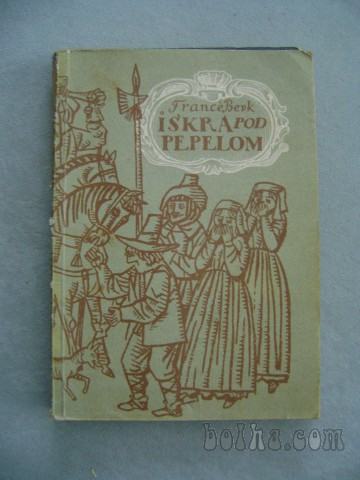 France Bevk
ISKRA POD
PEPELOM
bolha.com